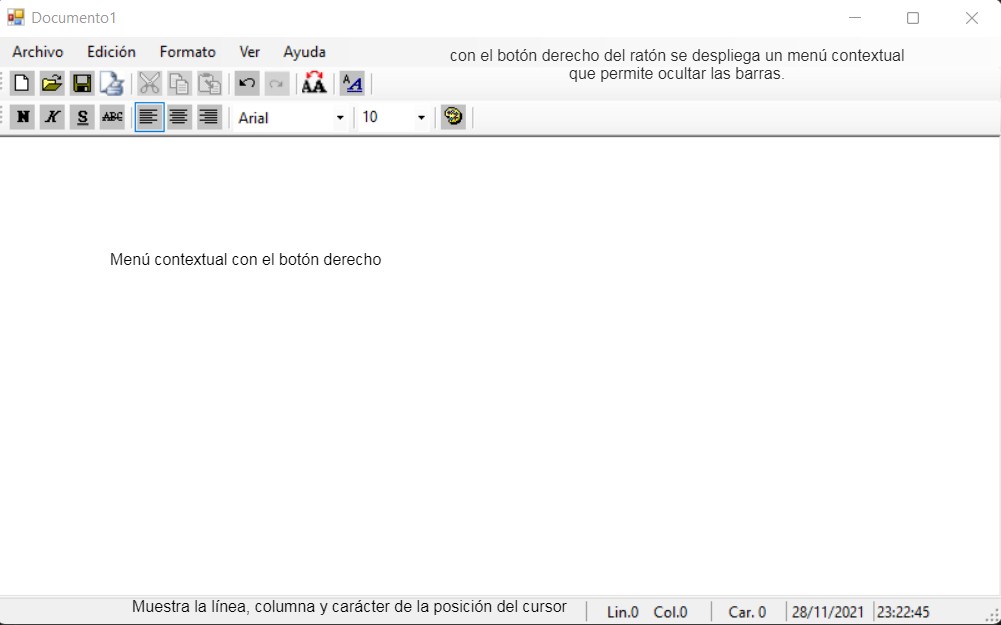 Documento1
Archivo Edición Formato Ver Ayuda
con el botón derecho del ratón se despliega un menú contextual
que permite ocultar las barras.
A A
A A
N K S ABC Arial 10
Menú contextual con el botón derecho
Muestra la línea, columna y carácter de la posición del cursor Lin.0 Col.0 Car. 0 28/11/2021 23:22:45